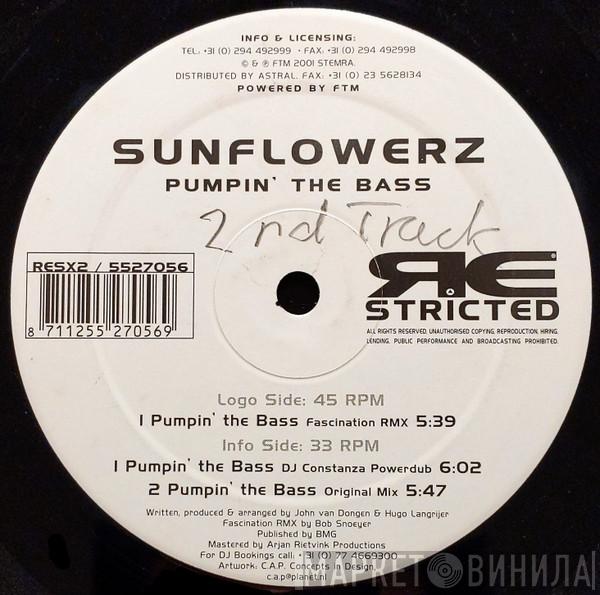 INFO & LICENSING:
TEL: +31 (0) 294 492999 • FAX: +31 (0) 294 492998
© & ℗ FTM 2001 STEMRA.
DISTRIBUTED BY ASTRAL. FAX: +31 (0) 23 5628134
POWERED BY FTM
SUNFLOWERZ
PUMPIN' THE BASS
2nd Track
RESX2 / 5527056
8 711255 270569
RE
STRICTED
ALL RIGHTS RESERVED, UNAUTHORISED COPYING, REPRODUCTION, HIRING,
LENDING, PUBLIC PERFORMANCE AND BROADCASTING PROHIBITED.
Logo Side: 45 RPM
1 Pumpin' the Bass Fascination RMX 5:39
Info Side: 33 RPM
1 Pumpin' the Bass DJ Constanza Powerdub 6:02
2 Pumpin' the Bass Original Mix 5:47
Written, produced & arranged by John van Dongen & Hugo Langrijer
Fascination RMX by Bob Snoeyer
Published by BMG
Mastered by Arjan Rietvink Productions
For DJ Bookings call: +31 (0) 77 4669300
Artwork: C.A.P. Concepts In Design,
c.a.p@planet.nl
МАРКЕТОВИНИЛА!